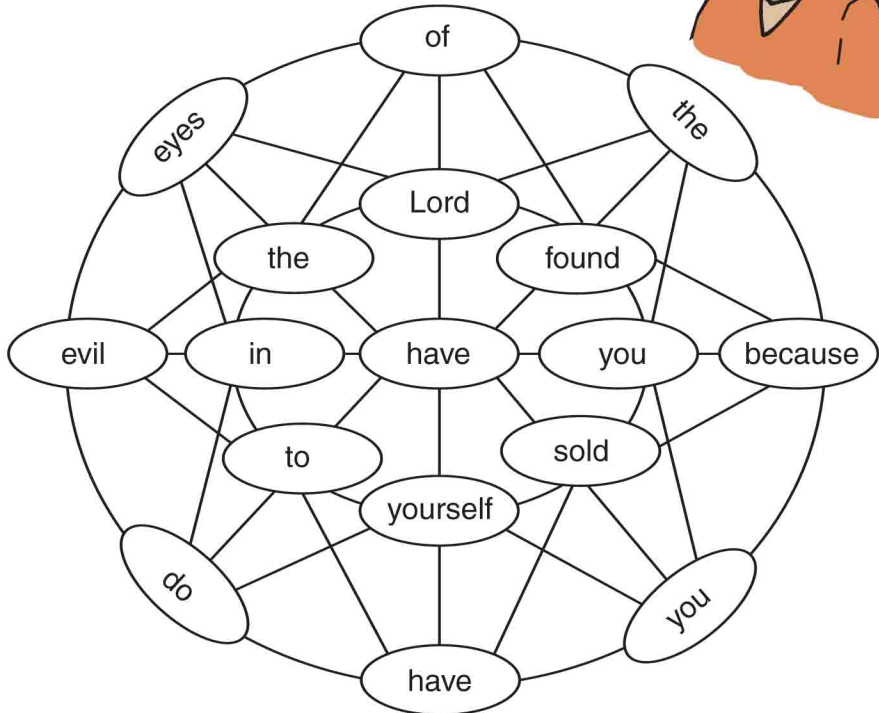 of
eyes
the
Lord
the
found
evil
in
have
you
because
to
sold
yourself
do
you
have